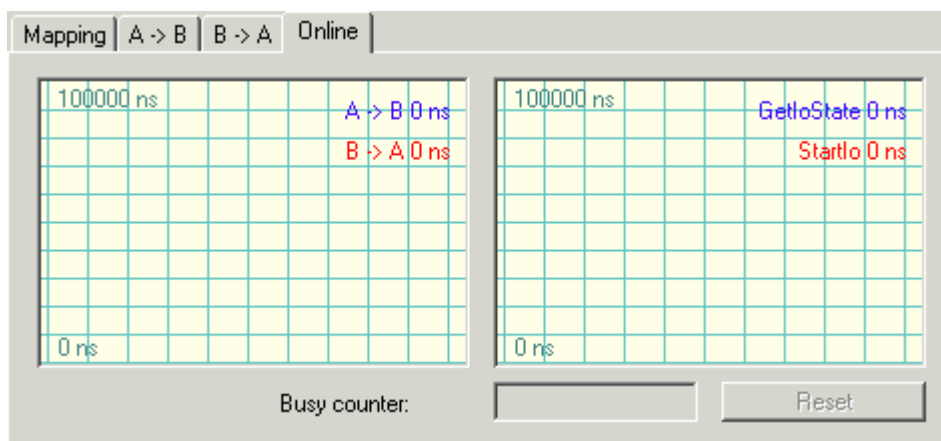 Mapping A -> B B -> A Online
100000 ns
A -> B 0 ns
B -> A 0 ns
0 ns
100000 ns
GetIoState 0 ns
StartIo 0 ns
0 ns
Busy counter:
Reset